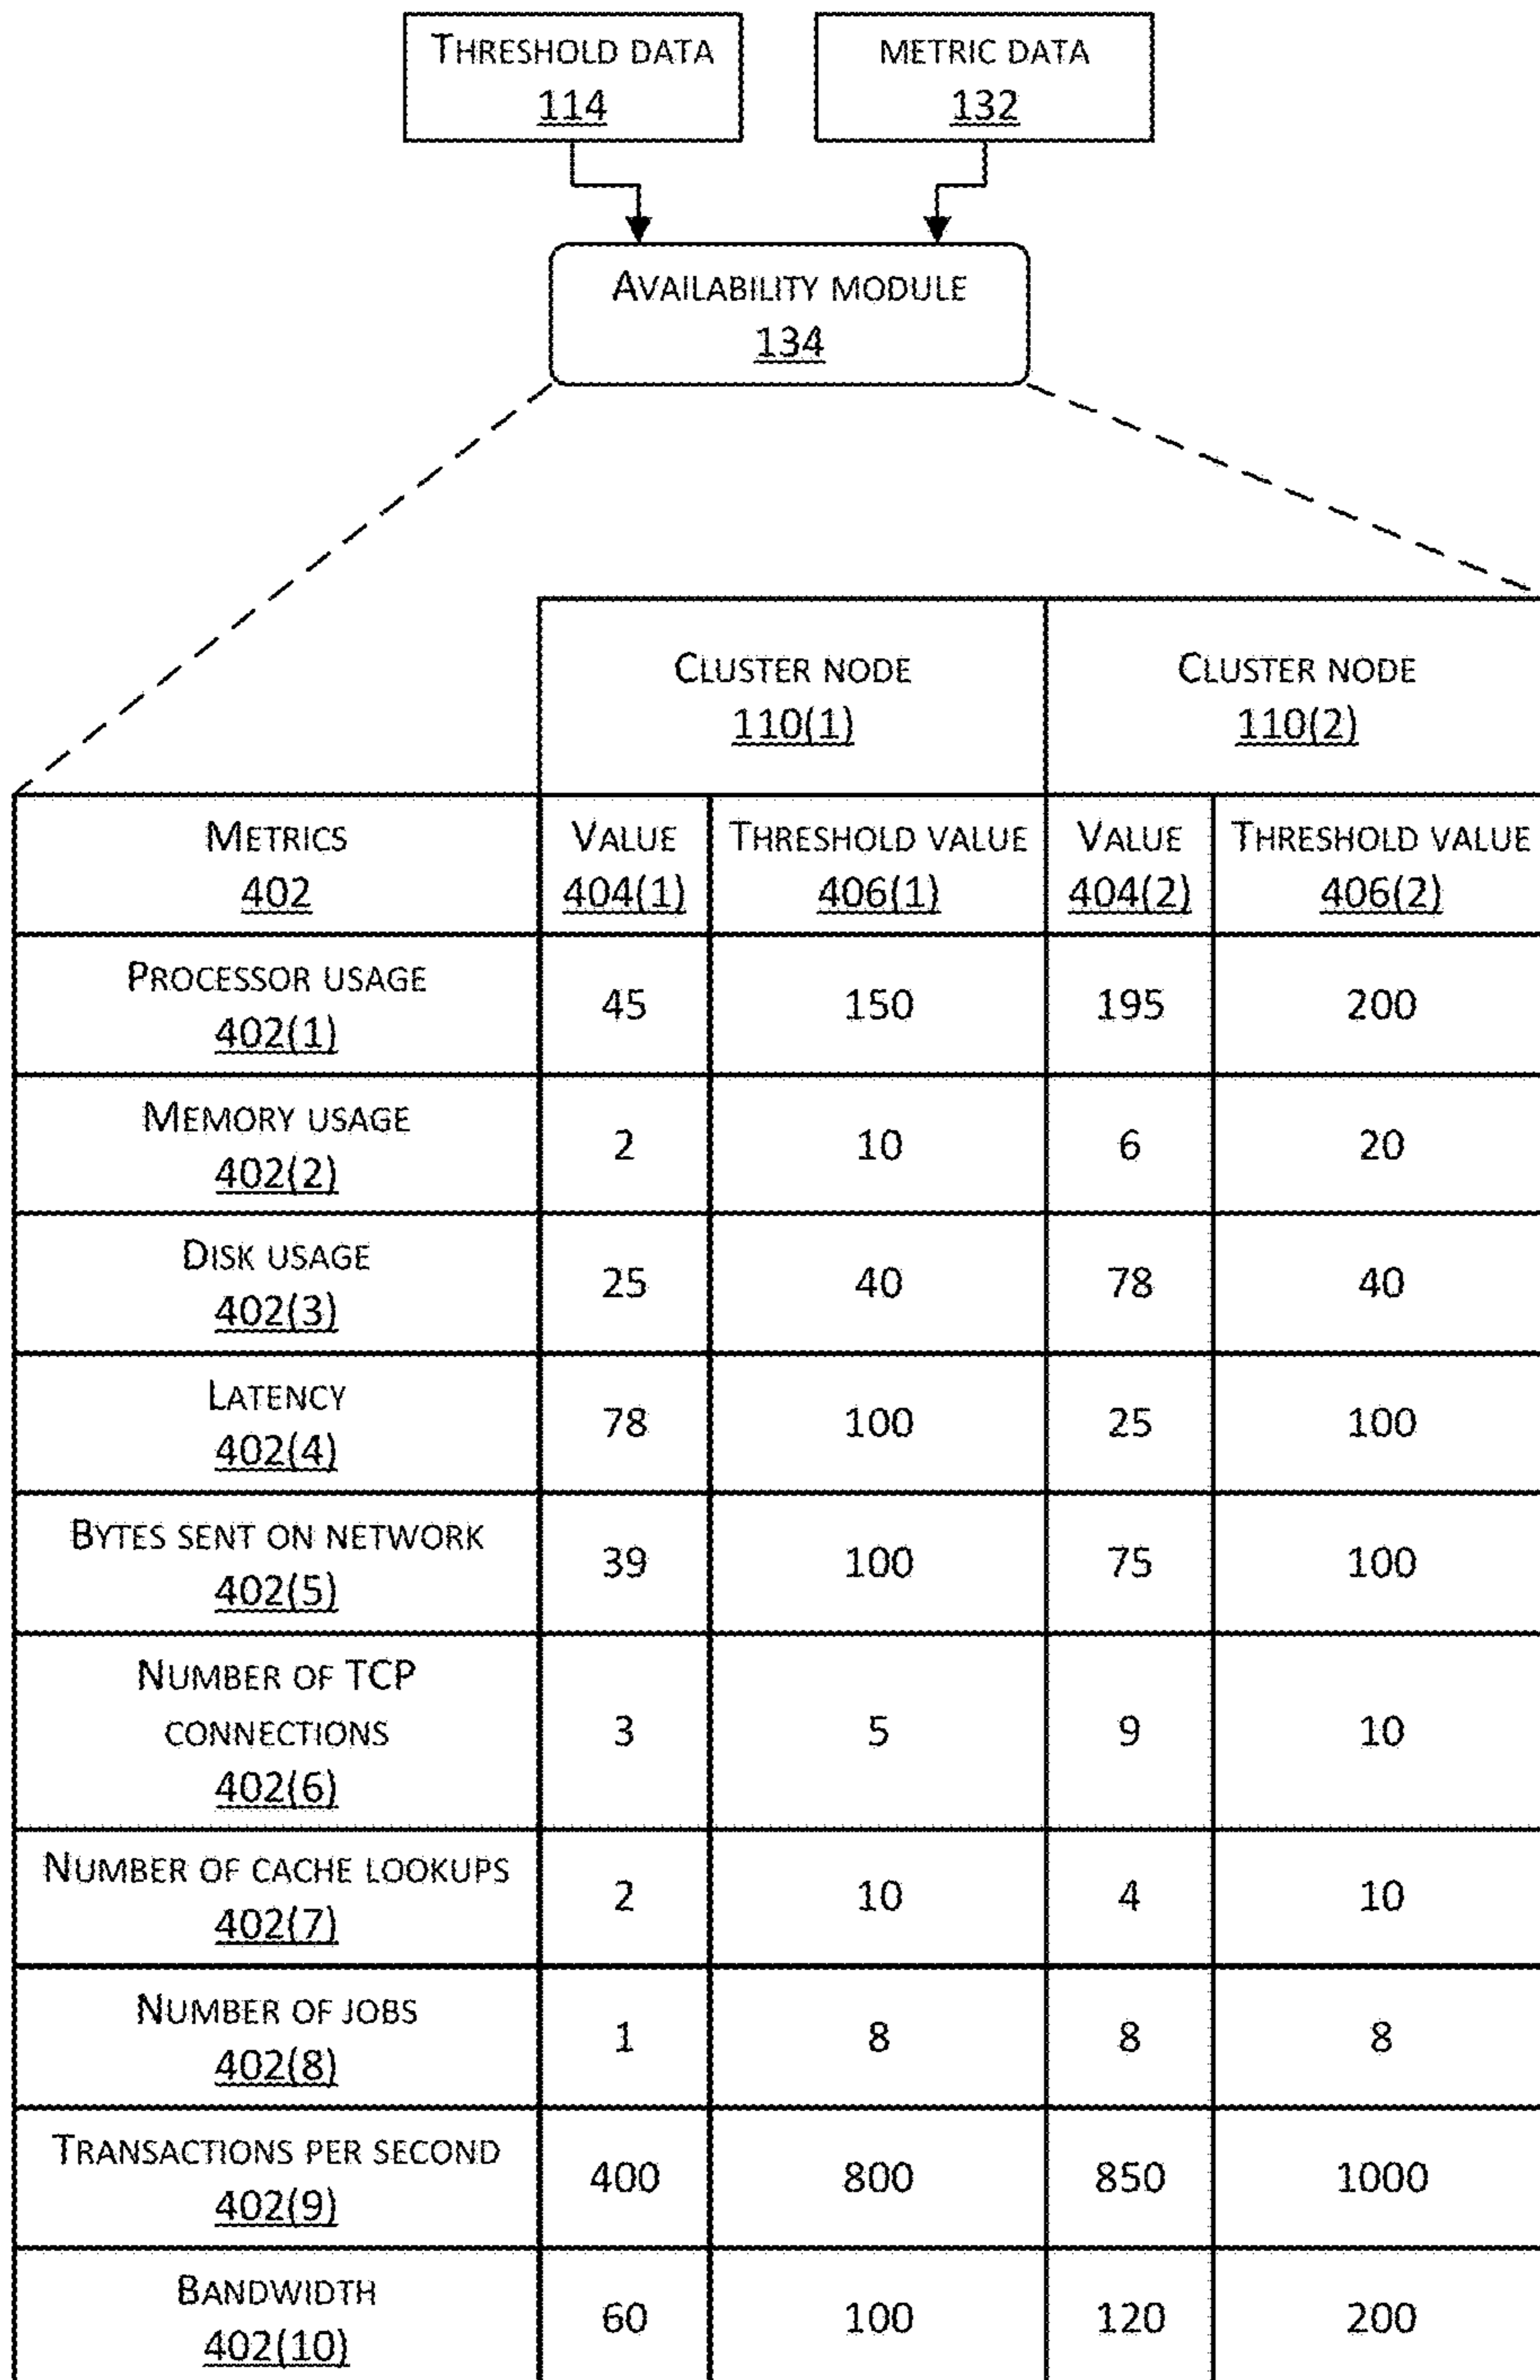 THRESHOLD DATA
114
METRIC DATA
132
AVAILABILITY MODULE
134
CLUSTER NODE
110(1)
CLUSTER NODE
110(2)
METRICS
402
VALUE
404(1)
THRESHOLD VALUE
406(1)
VALUE
404(2)
THRESHOLD VALUE
406(2)
PROCESSOR USAGE
402(1)
45
150
195
200
MEMORY USAGE
402(2)
2
10
6
20
DISK USAGE
402(3)
25
40
78
40
LATENCY
402(4)
78
100
25
100
BYTES SENT ON NETWORK
402(5)
39
100
75
100
NUMBER OF TCP
CONNECTIONS
402(6)
3
5
9
10
NUMBER OF CACHE LOOKUPS
402(7)
2
10
4
10
NUMBER OF JOBS
402(8)
1
8
8
8
TRANSACTIONS PER SECOND
402(9)
400
800
850
1000
BANDWIDTH
402(10)
60
100
120
200